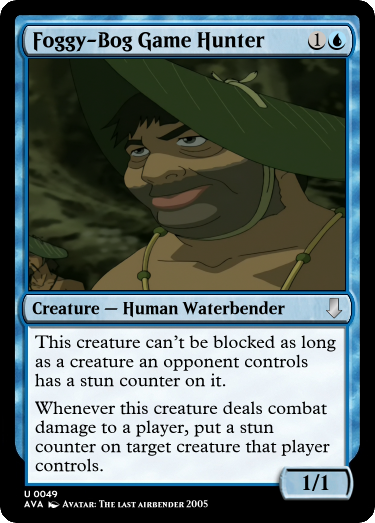 Foggy-Bog Game Hunter 1
Creature — Human Waterbender
This creature can't be blocked as long
as a creature an opponent controls
has a stun counter on it.
Whenever this creature deals combat
damage to a player, put a stun
counter on target creature that player
controls.
1/1
U 0049
AVA Avatar: The last airbender 2005